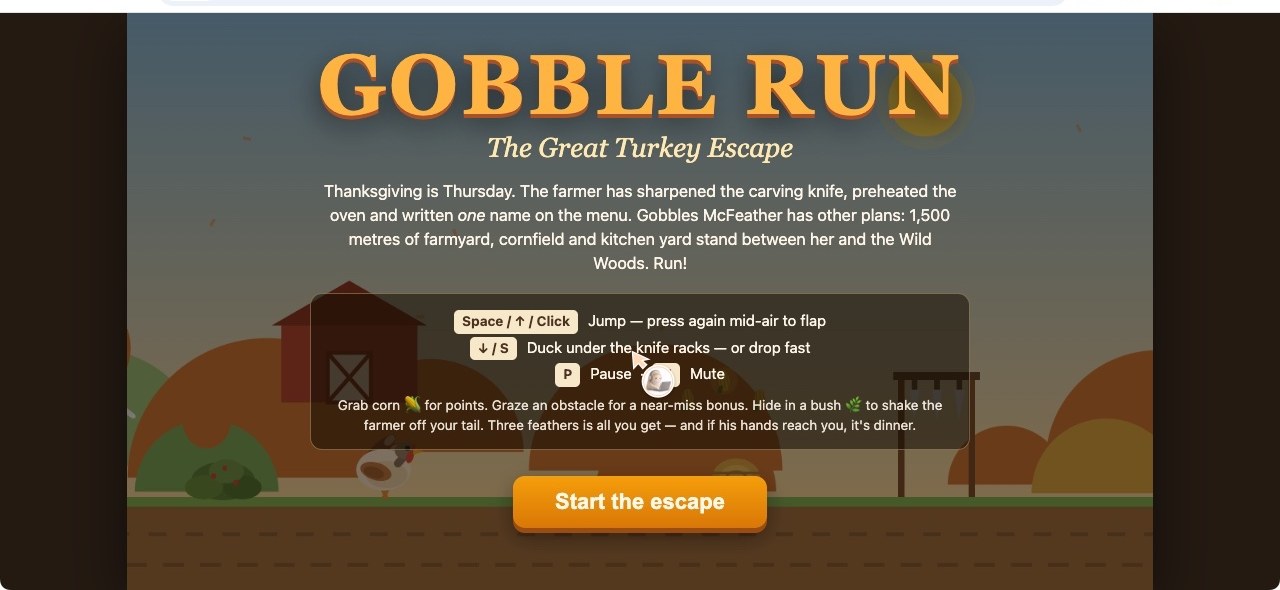 GOBBLE RUN
The Great Turkey Escape
Thanksgiving is Thursday. The farmer has sharpened the carving knife, preheated the
oven and written one name on the menu. Gobbles McFeather has other plans: 1,500
metres of farmyard, cornfield and kitchen yard stand between her and the Wild
Woods. Run!
Space / ↑ / Click Jump — press again mid-air to flap
↓ / S Duck under the knife racks — or drop fast
P Pause · Mute
Grab corn 🌽 for points. Graze an obstacle for a near-miss bonus. Hide in a bush 🌿 to shake the
farmer off your tail. Three feathers is all you get — and if his hands reach you, it's dinner.
Start the escape